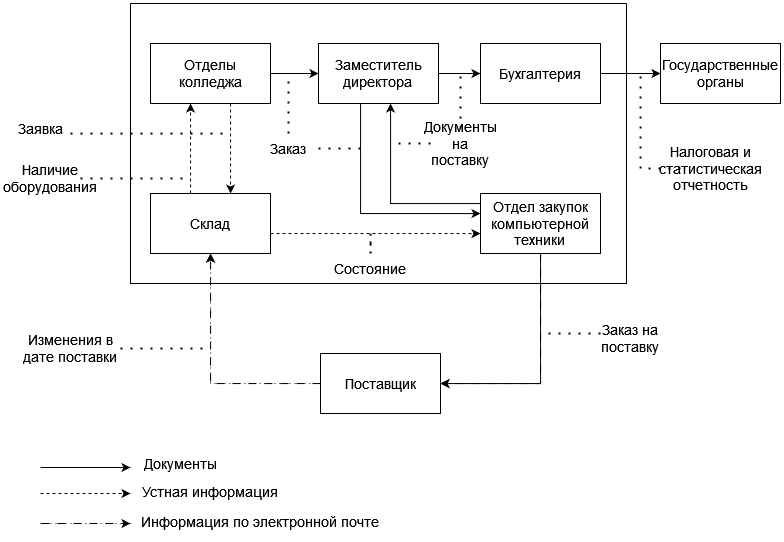 Отделы
колледжа
Заместитель
директора
Бухгалтерия
Государственные
органы
Заявка
Заказ
Документы
на
поставку
Налоговая и
статистическая
отчетность
Наличие
оборудования
Склад
Отдел закупок
компьютерной
техники
Состояние
Изменения в
дате поставки
Заказ на
поставку
Поставщик
Документы
Устная информация
Информация по электронной почте